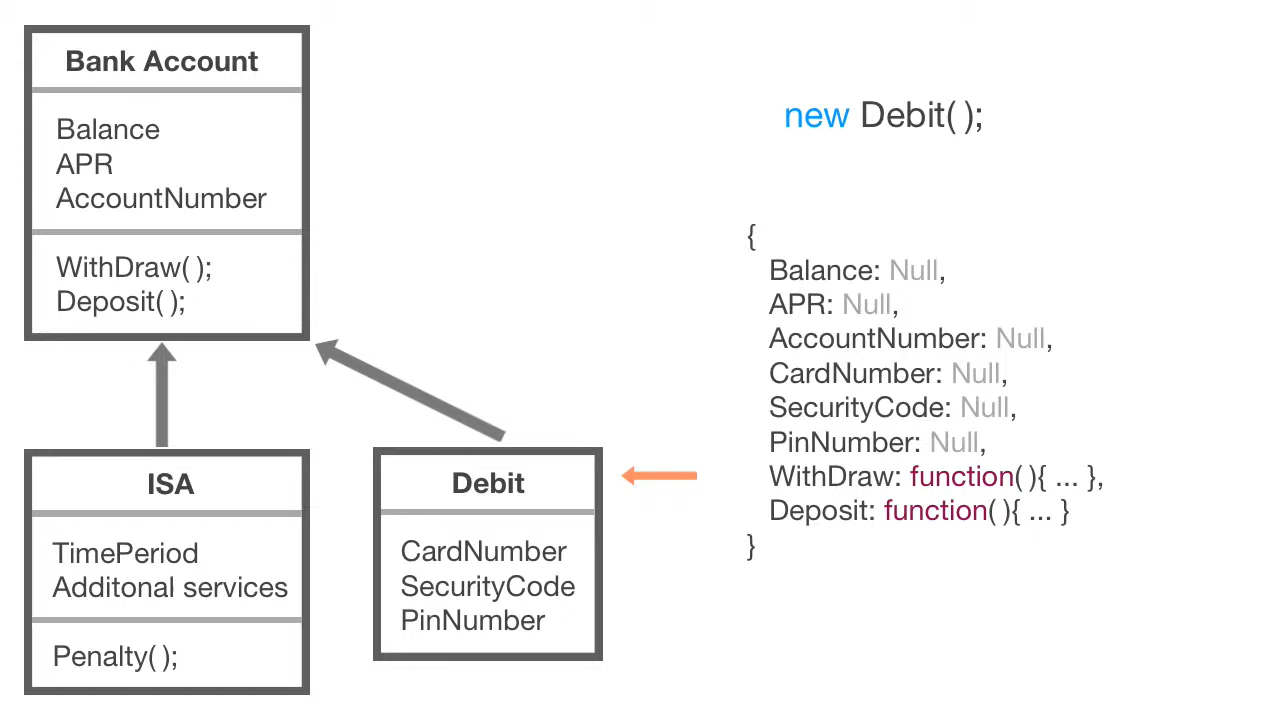 Bank Account
Balance
APR
AccountNumber
WithDraw( );
Deposit( );
ISA
TimePeriod
Additonal services
Penalty( );
Debit
CardNumber
SecurityCode
PinNumber
new Debit( );
{
Balance: Null,
APR: Null,
AccountNumber: Null,
CardNumber: Null,
SecurityCode: Null,
PinNumber: Null,
WithDraw: function( ){ ... },
Deposit: function( ){ ... }
}